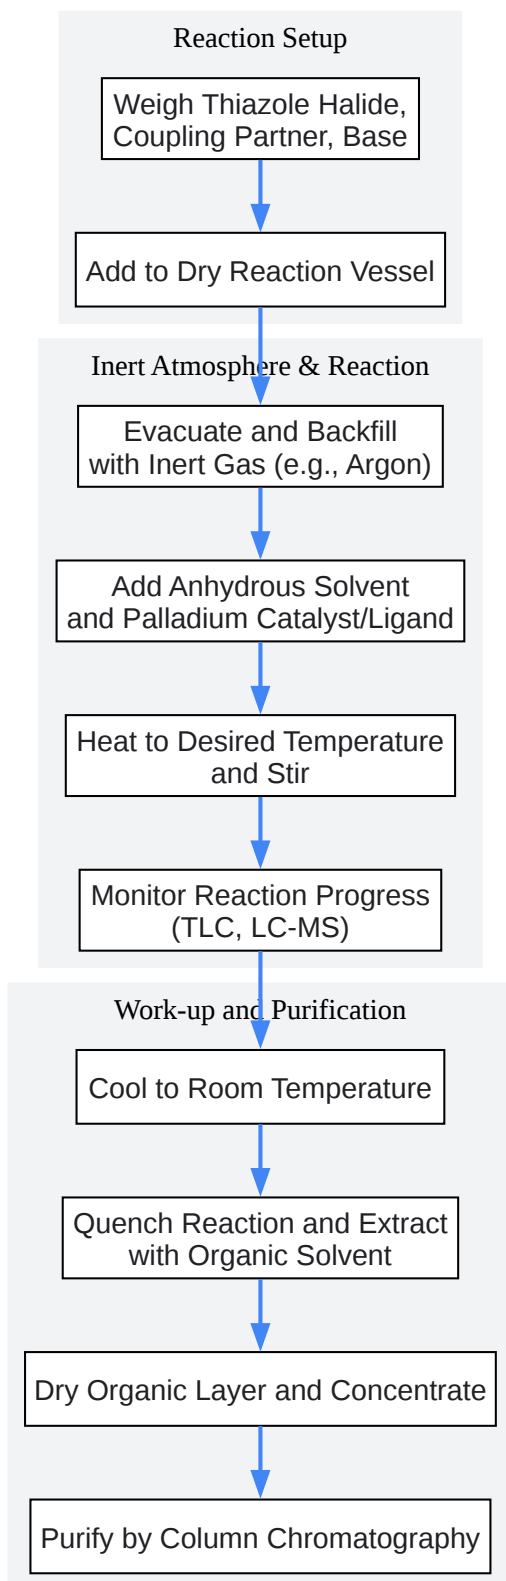 Reaction Setup
Weigh Thiazole Halide,
Coupling Partner, Base
Add to Dry Reaction Vessel
Inert Atmosphere & Reaction
Evacuate and Backfill
with Inert Gas (e.g., Argon)
Add Anhydrous Solvent
and Palladium Catalyst/Ligand
Heat to Desired Temperature
and Stir
Monitor Reaction Progress
(TLC, LC-MS)
Work-up and Purification
Cool to Room Temperature
Quench Reaction and Extract
with Organic Solvent
Dry Organic Layer and Concentrate
Purify by Column Chromatography